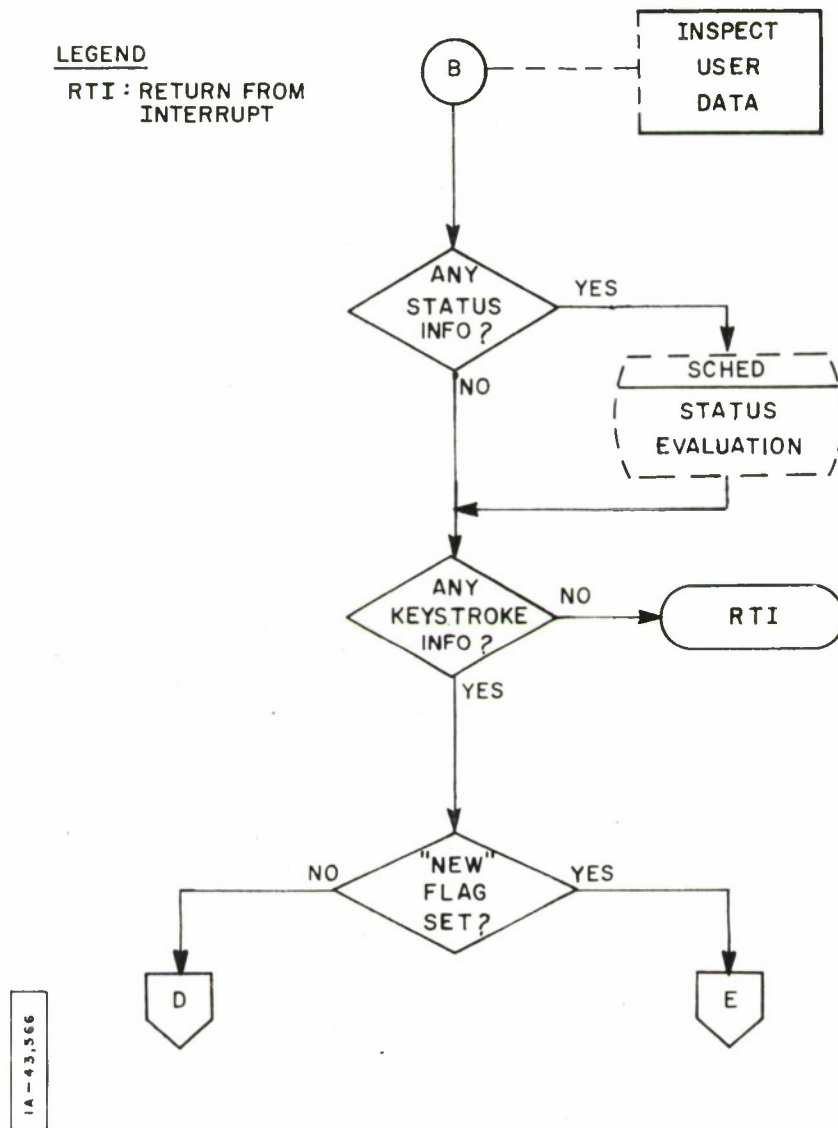 LEGEND
RTI : RETURN FROM
INTERRUPT
B
INSPECT
USER
DATA
ANY
STATUS
INFO ?
YES
NO
SCHED
STATUS
EVALUATION
ANY
KEYSTROKE
INFO ?
NO
RTI
YES
"NEW"
FLAG
SET ?
NO
YES
D
E
IA-43,566